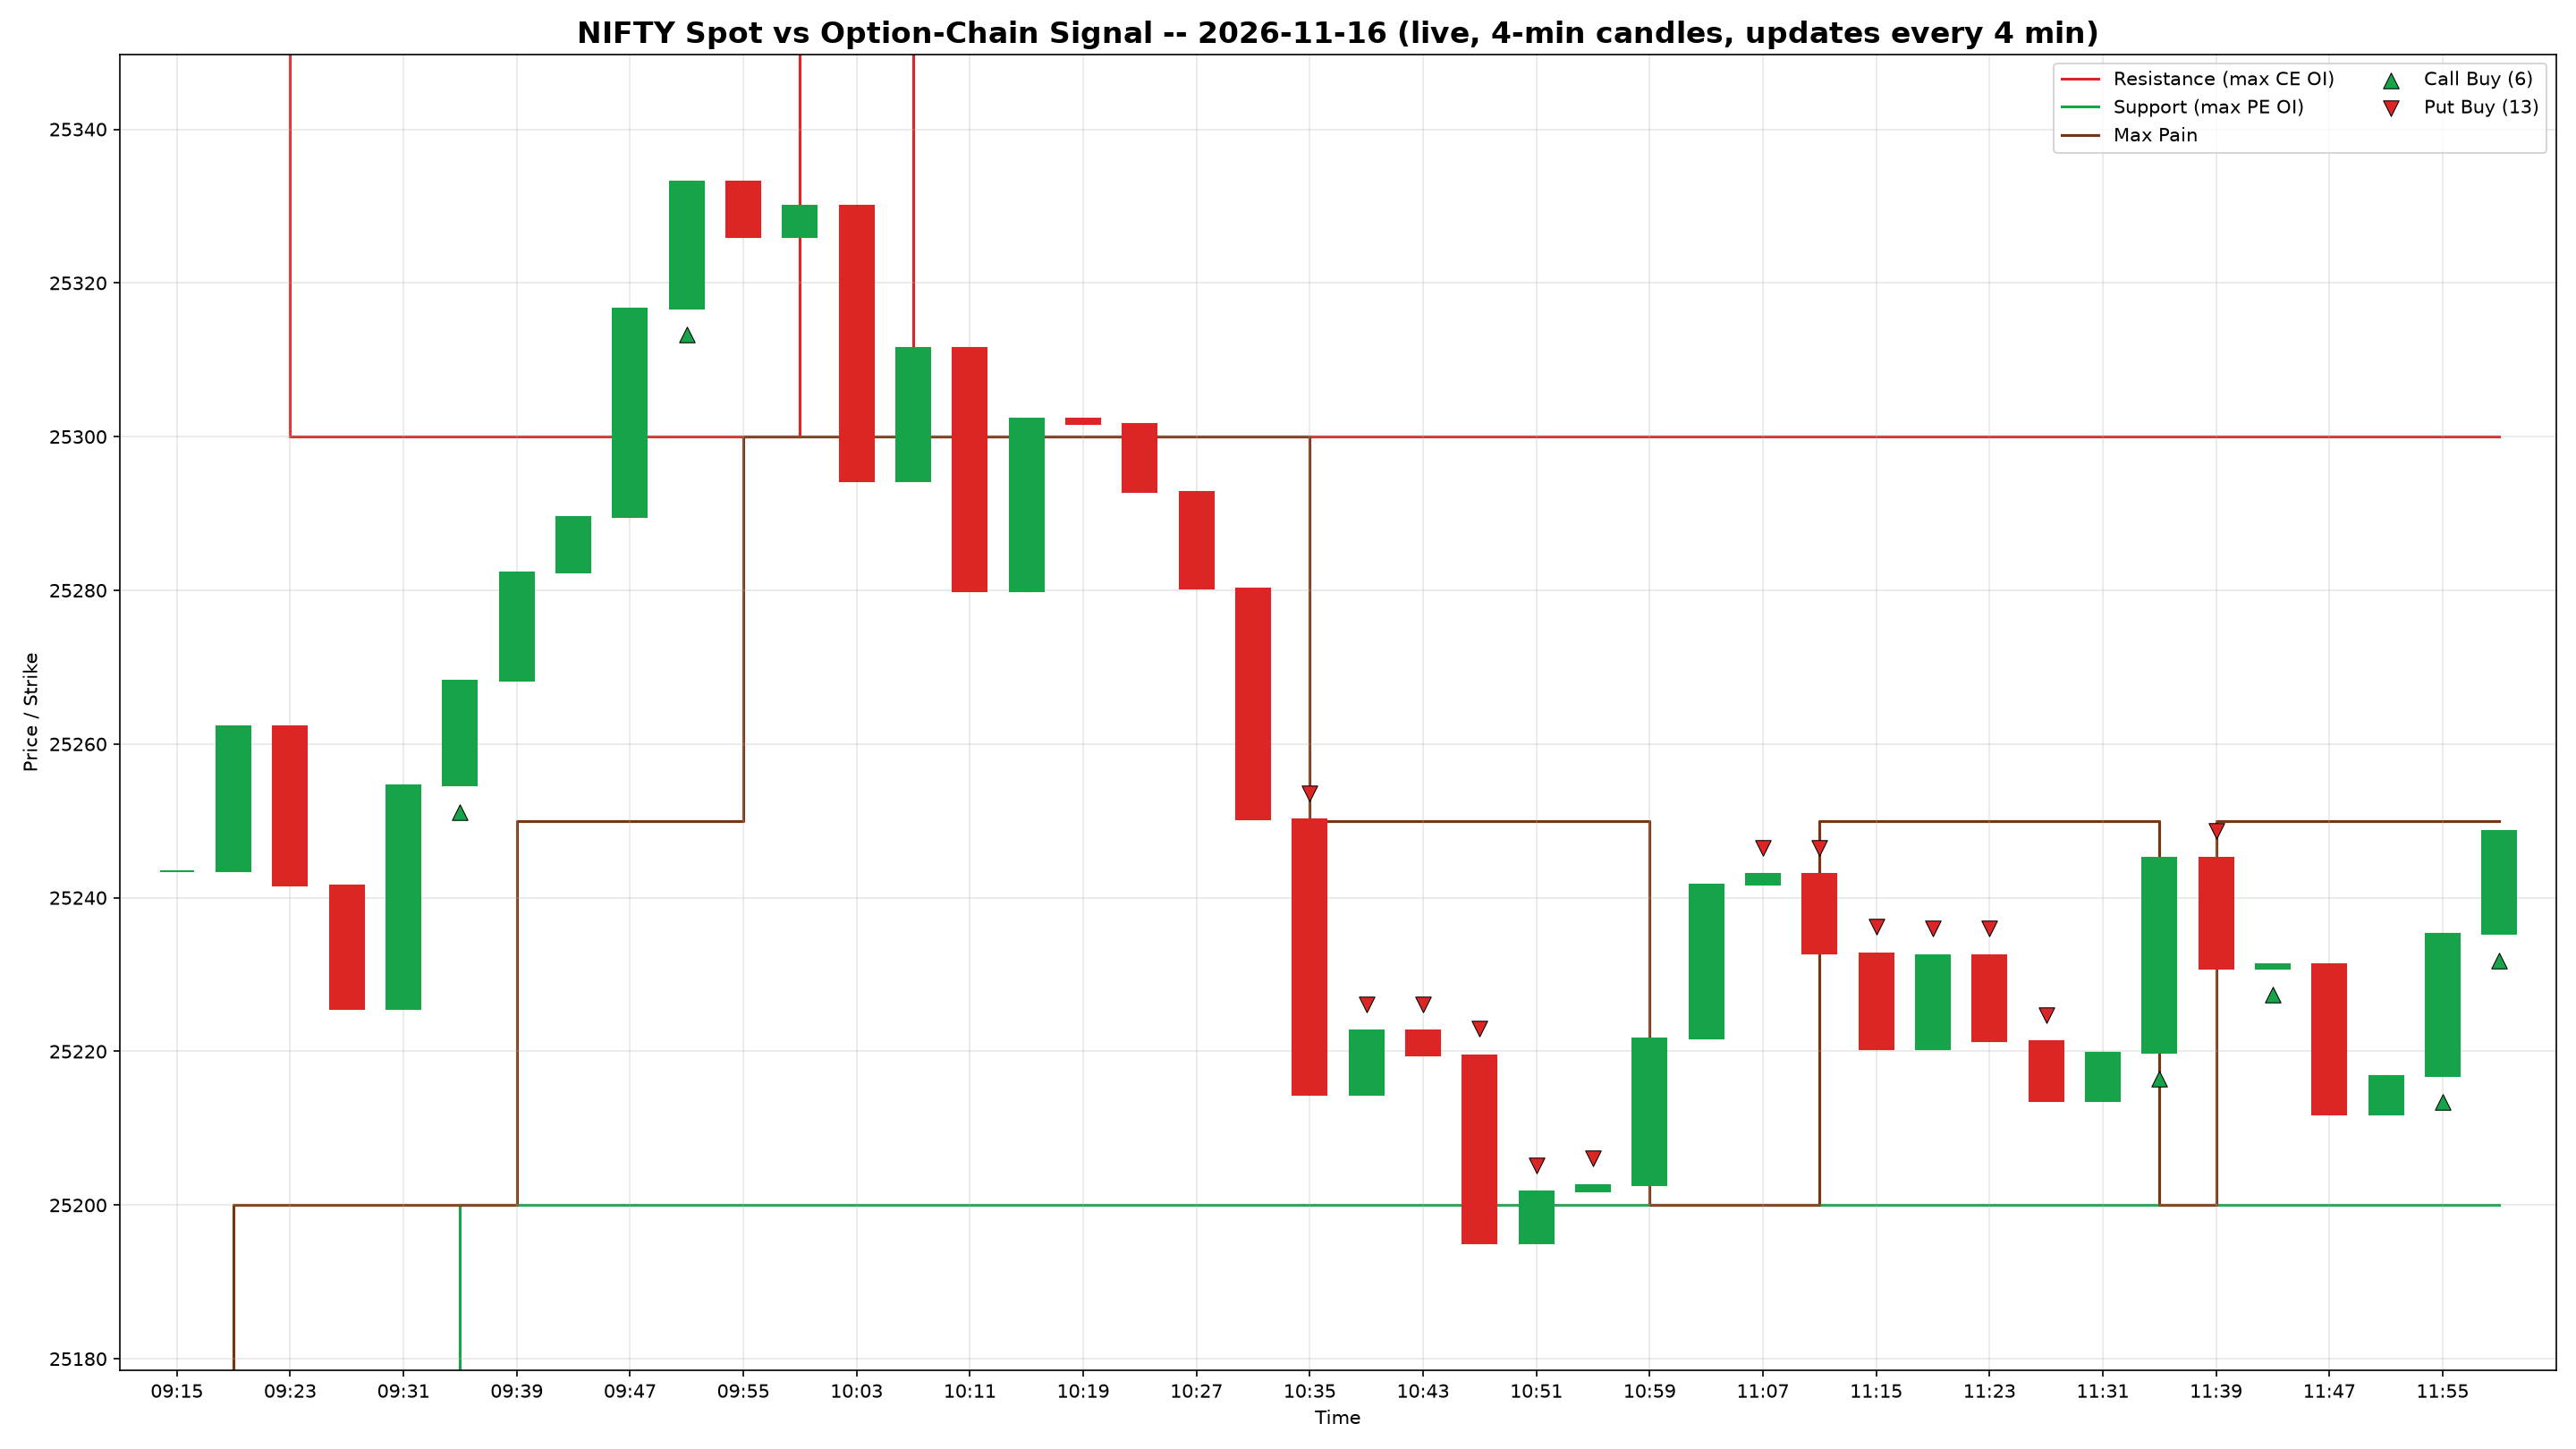 NIFTY Spot vs Option-Chain Signal -- 2026-11-16 (live, 4-min candles, updates every 4 min)
Resistance (max CE OI)
Support (max PE OI)
Max Pain
Call Buy (6)
Put Buy (13)
Price / Strike
25340
25320
25300
25280
25260
25240
25220
25200
25180
09:15 09:23 09:31 09:39 09:47 09:55 10:03 10:11 10:19 10:27 10:35 10:43 10:51 10:59 11:07 11:15 11:23 11:31 11:39 11:47 11:55
Time